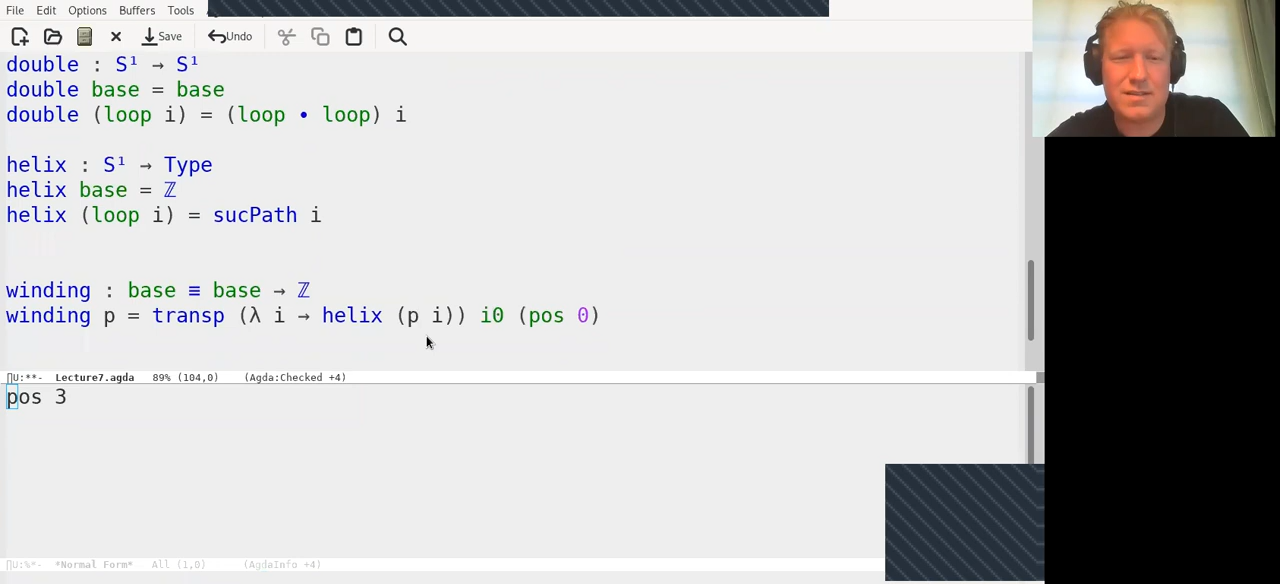 File Edit Options Buffers Tools
Save Undo
double : S¹ → S¹
double base = base
double (loop i) = (loop • loop) i
helix : S¹ → Type
helix base = ℤ
helix (loop i) = sucPath i
winding : base ≡ base → ℤ
winding p = transp (λ i → helix (p i)) i0 (pos 0)
U:**- Lecture7.agda 89% (104,0) (Agda:Checked +4)
pos 3
U:%*- *Normal Form* All (1,0) (AgdaInfo +4)